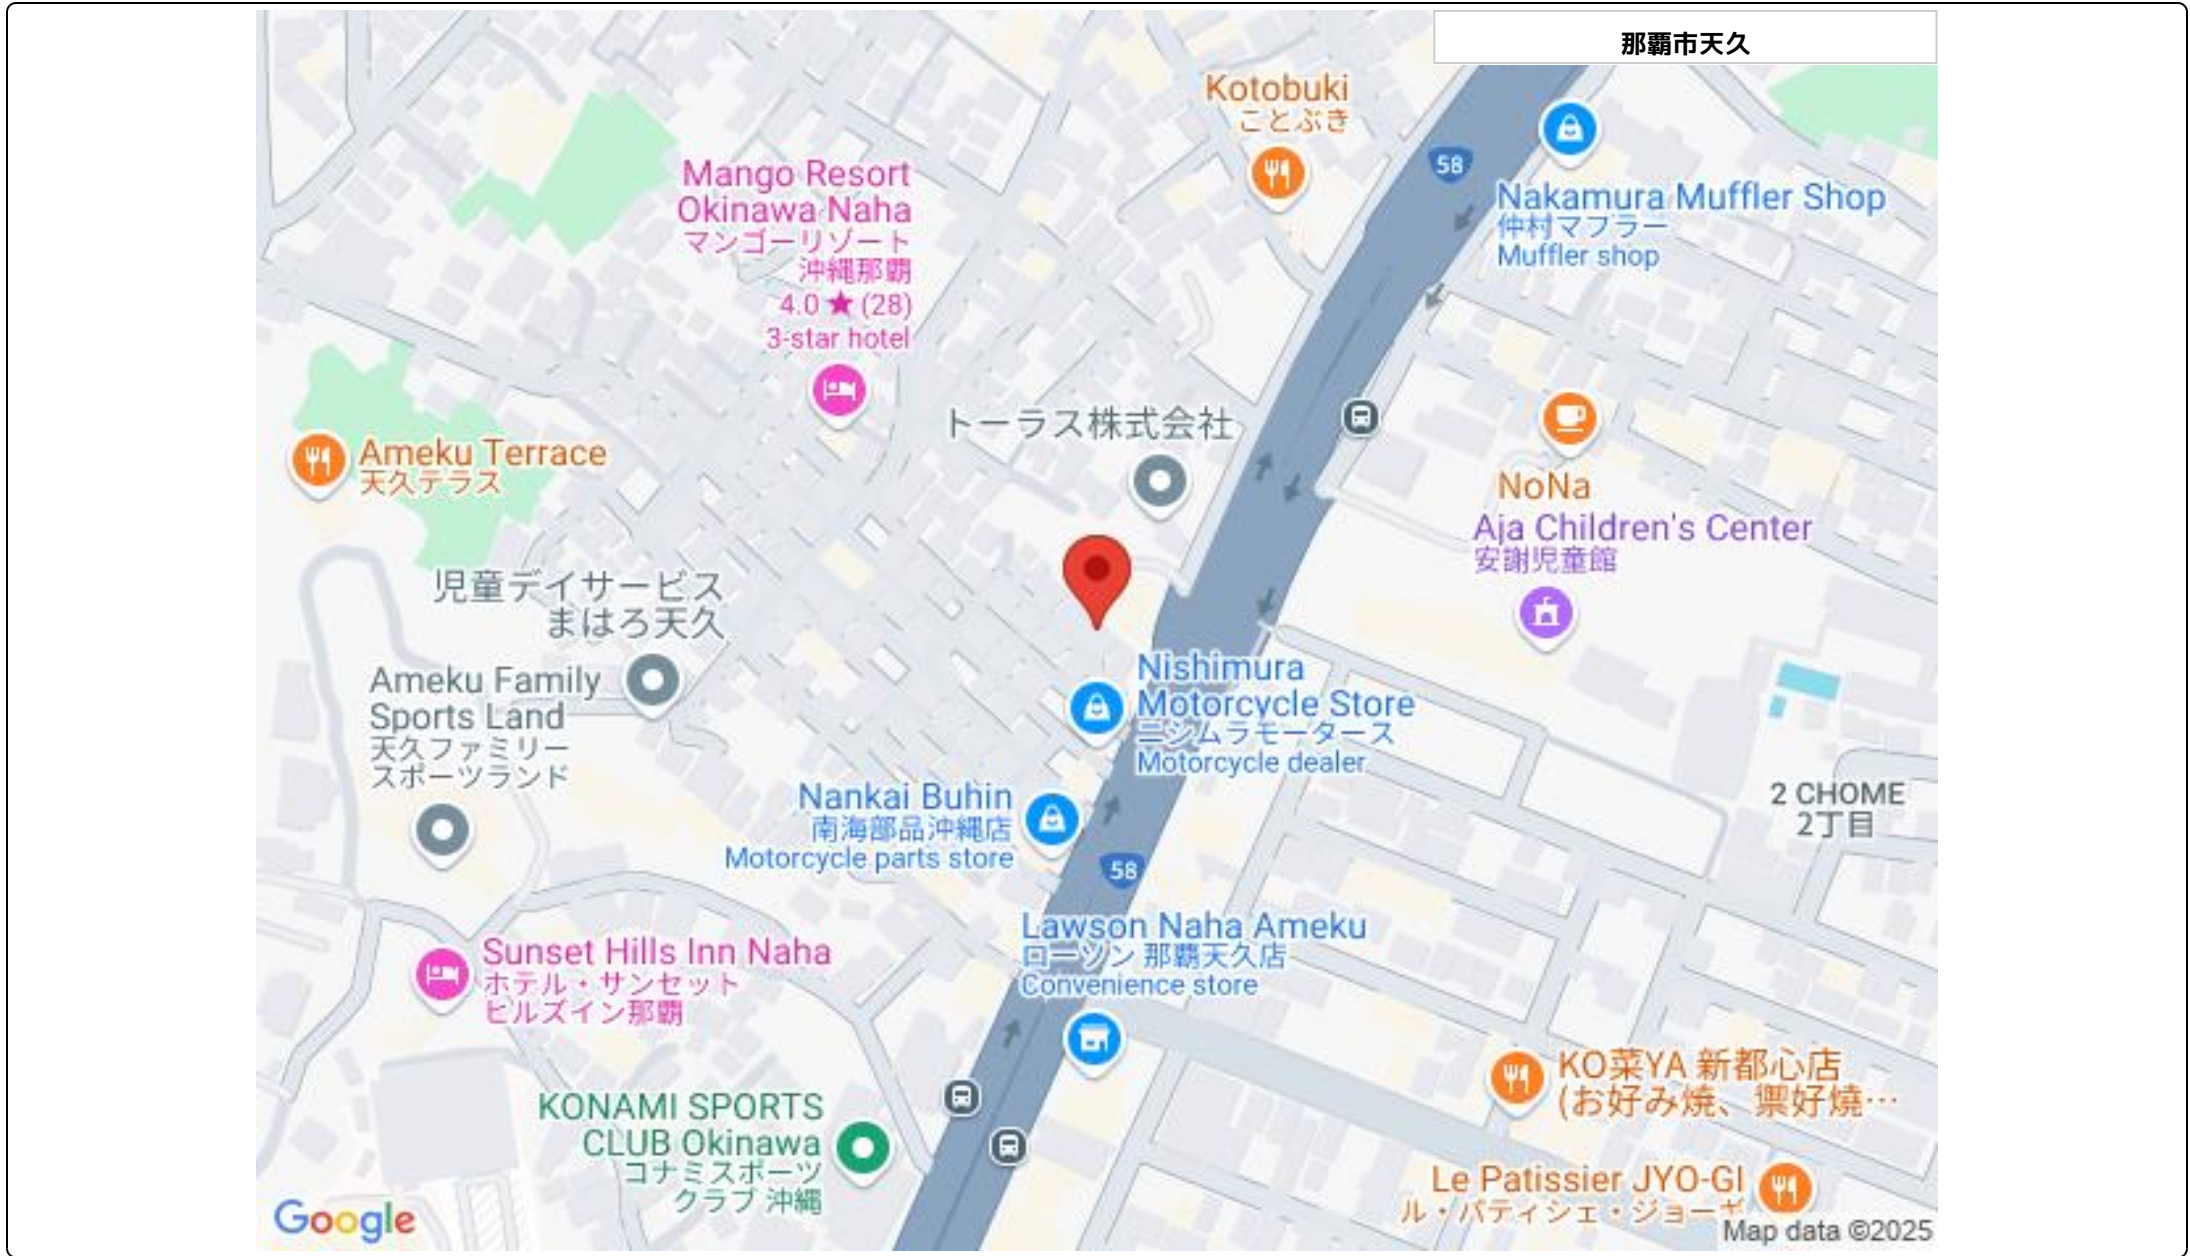 那覇市天久
Kotobuki
ことぶき
58
Nakamura Muffler Shop
仲村マフラー
Muffler shop
Mango Resort
Okinawa Naha
マンゴーリゾート
沖縄那覇
4.0 ★ (28)
3-star hotel
トーラス株式会社
Ameku Terrace
天久テラス
NoNa
Aja Children's Center
安謝児童館
児童デイサービス
まはろ天久
Ameku Family
Sports Land
天久ファミリー
スポーツランド
Nishimura
Motorcycle Store
ニシムラモータース
Motorcycle dealer
Nankai Buhin
南海部品沖縄店
Motorcycle parts store
2 CHOME
2丁目
58
Lawson Naha Ameku
ローソン 那覇天久店
Convenience store
Sunset Hills Inn Naha
ホテル・サンセット
ヒルズイン那覇
KO菜YA 新都心店
(お好み焼、禦好燒…
KONAMI SPORTS
CLUB Okinawa
コナミスポーツ
クラブ 沖縄
Le Patissier JYO-GI
ル・パティシェ・ジョーギ
Google
Map data ©2025